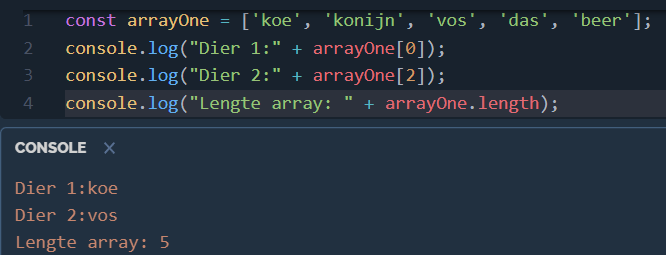 1 const arrayOne = ['koe', 'konijn', 'vos', 'das', 'beer'];
2 console.log("Dier 1:" + arrayOne[0]);
3 console.log("Dier 2:" + arrayOne[2]);
4 console.log("Lengte array: " + arrayOne.length);
CONSOLE ×
Dier 1:koe
Dier 2:vos
Lengte array: 5